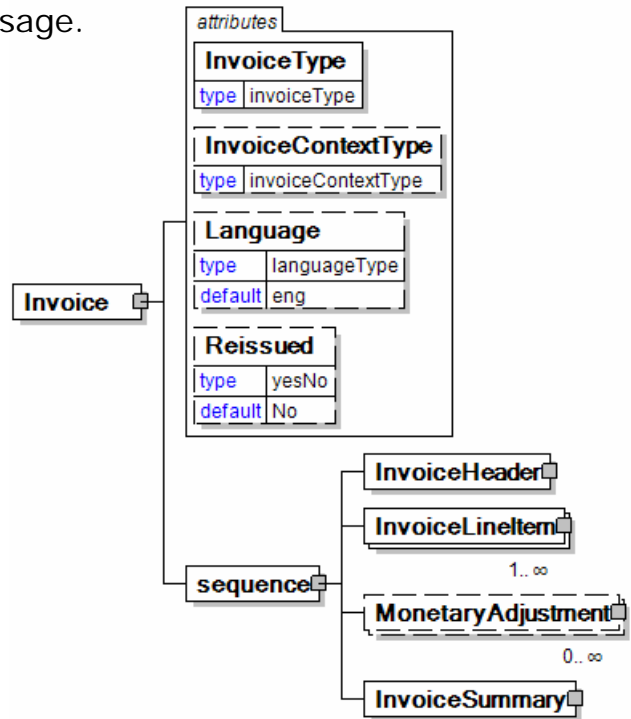 sage.
attributes
InvoiceType
type invoiceType
InvoiceContextType
type invoiceContextType
Language
type languageType
default eng
Invoice
Reissued
type yesNo
default No
InvoiceHeader
InvoiceLineItem
1.. ∞
sequence
MonetaryAdjustment
0.. ∞
InvoiceSummary